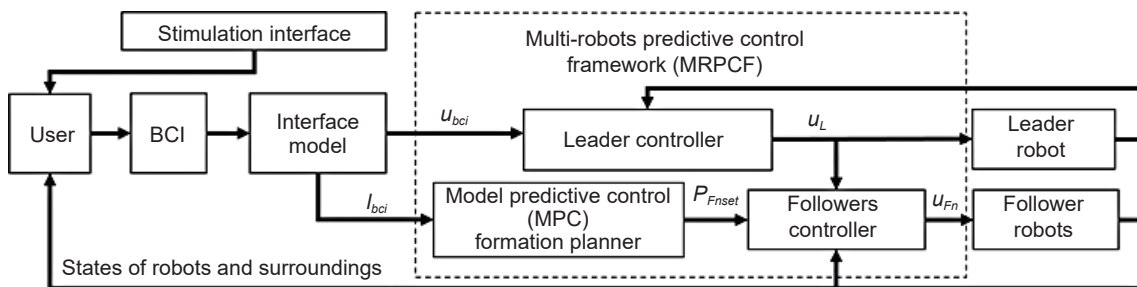 Stimulation interface
Multi-robots predictive control
framework (MRPCF)
User
BCI
Interface
model
u_bci
Leader controller
u_L
Leader
robot
l_bci
Model predictive control
(MPC)
formation planner
P_Fnset
Followers
controller
u_Fn
Follower
robots
States of robots and surroundings